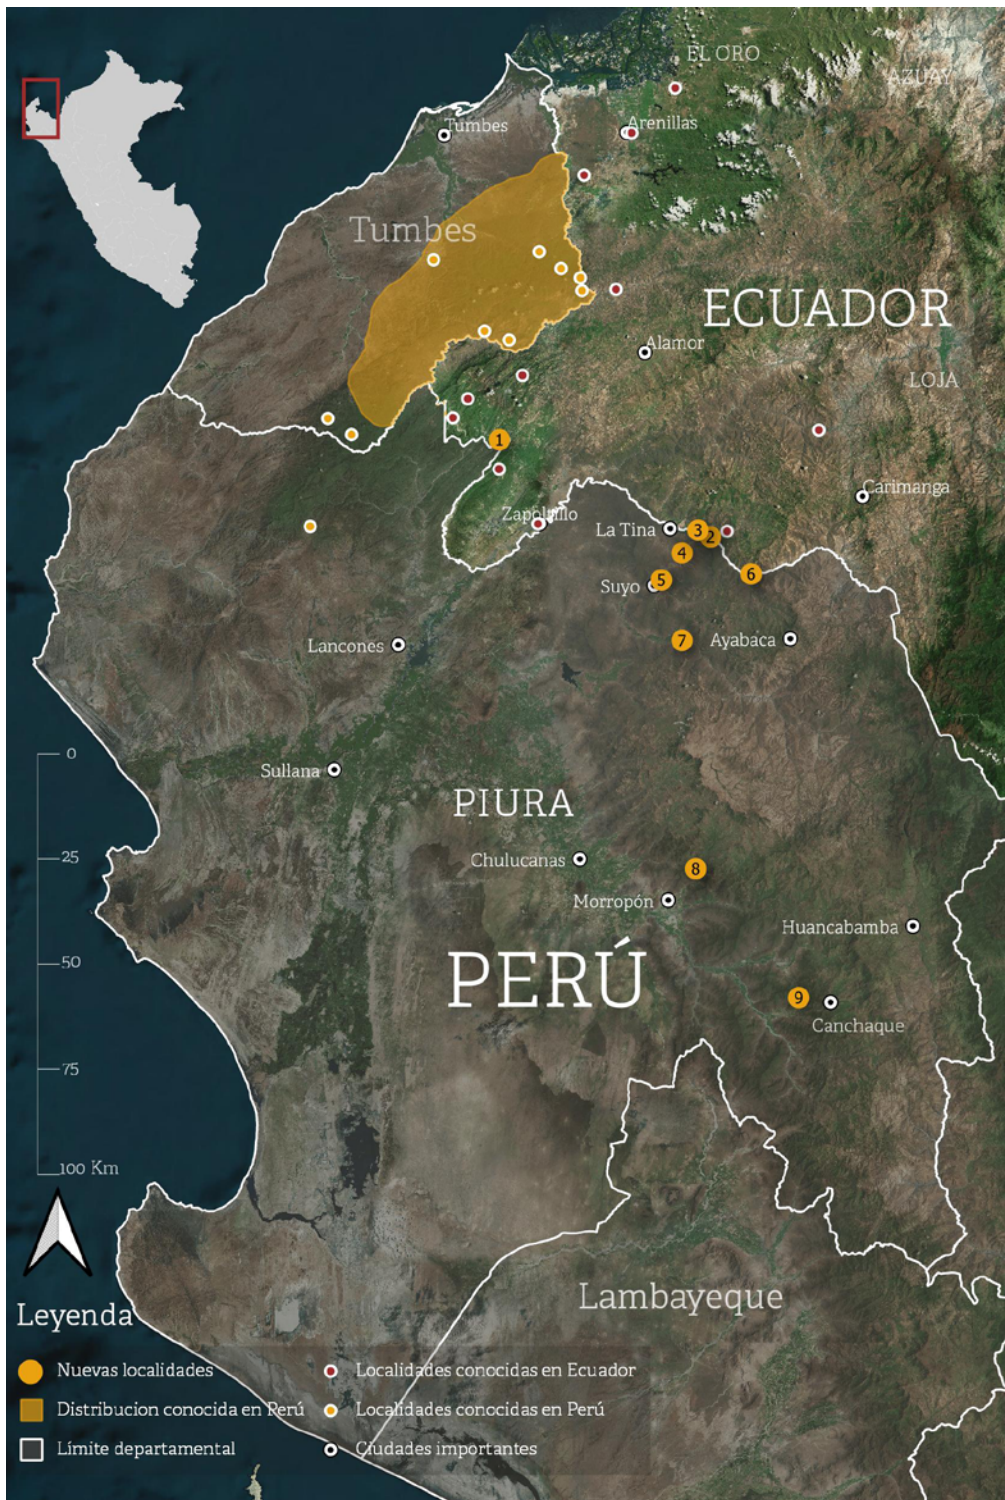 EL ORO
AZUAY
Tumbes
Arenillas
Tumbes
ECUADOR
Alamor
LOJA
1
Carimanga
Zapotillo
La Tina
3
2
4
Suyo
5
6
7
Ayabaca
Lancones
0
Sullana
PIURA
25
Chulucanas
8
Morropón
Huancabamba
50
PERÚ
9
Canchaque
75
100 Km
Lambayeque
Leyenda
Nuevas localidades
Localidades conocidas en Ecuador
Distribucion conocida en Perú
Localidades conocidas en Perú
Límite departamental
Ciudades importantes